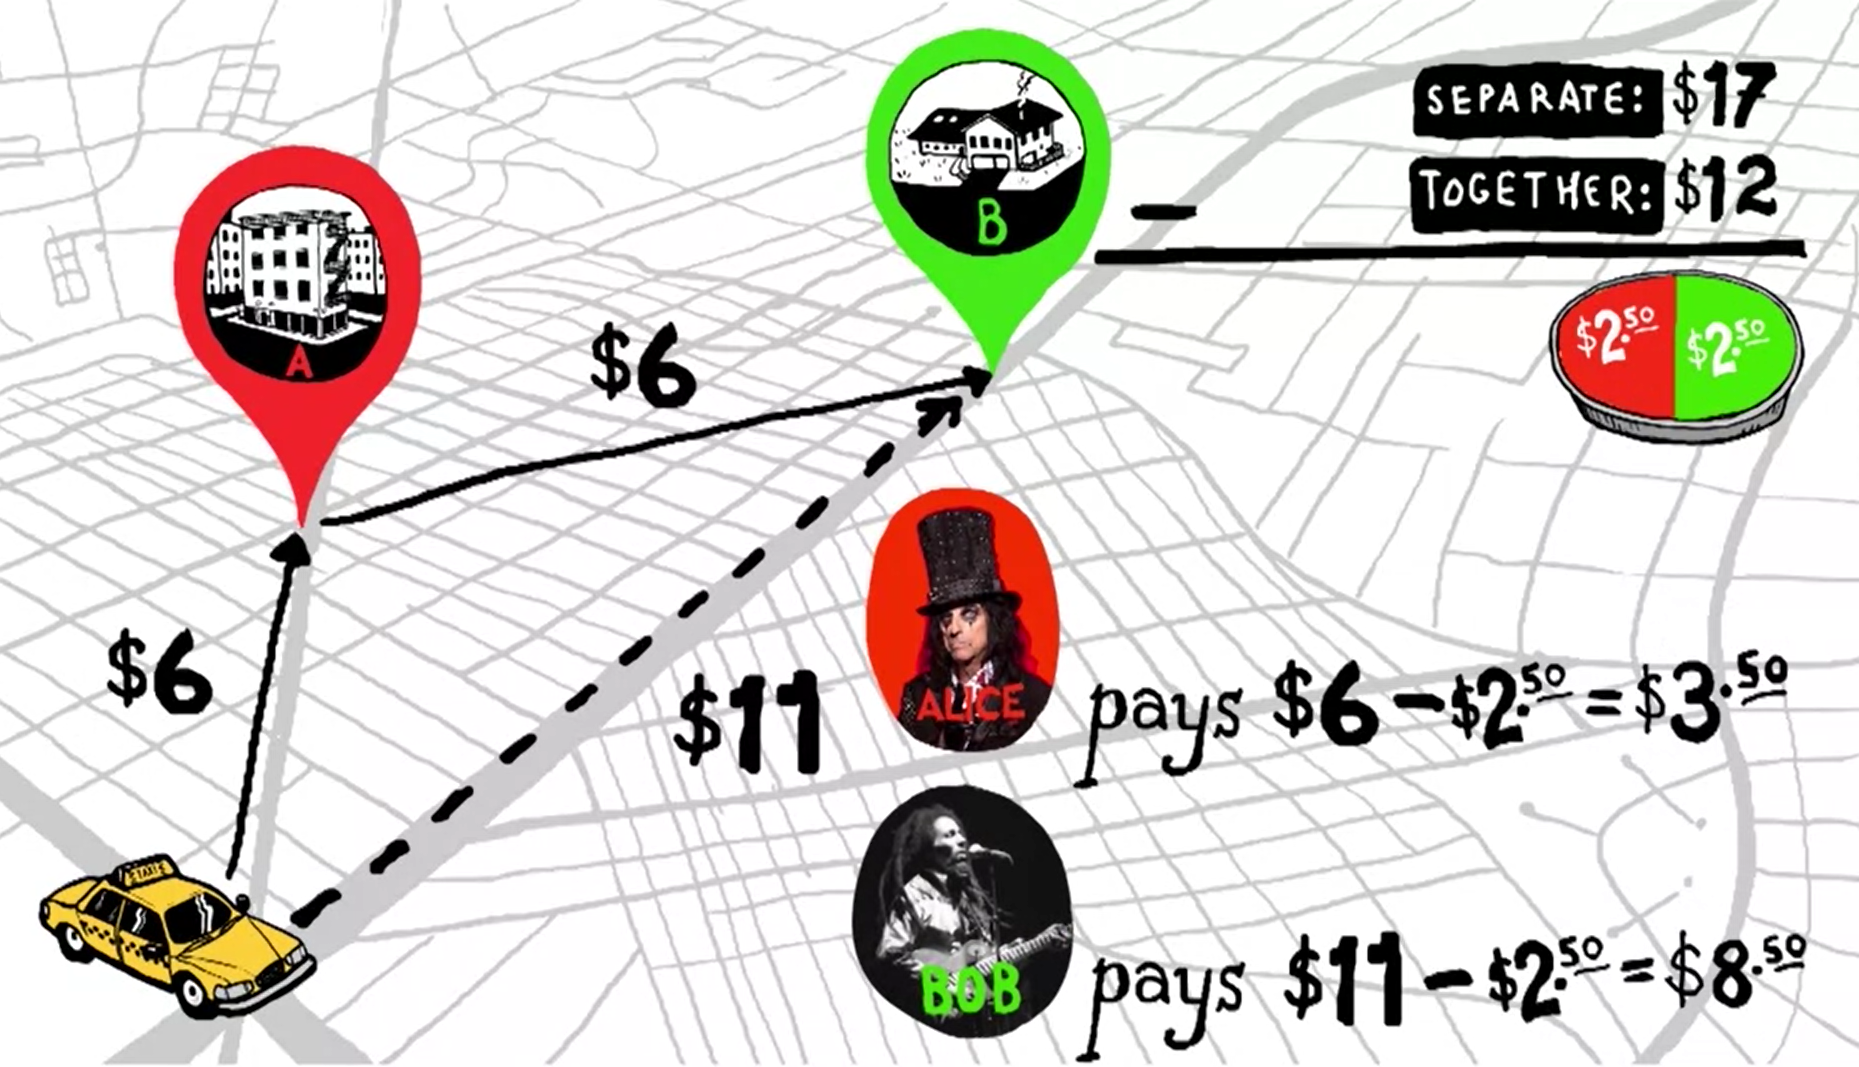 SEPARATE: $17
TOGETHER: $12
$2.50 $2.50
B
A
$6
$6
$11
ALICE
pays $6 - $2.50 = $3.50
BOB
pays $11 - $2.50 = $8.50
TAXI